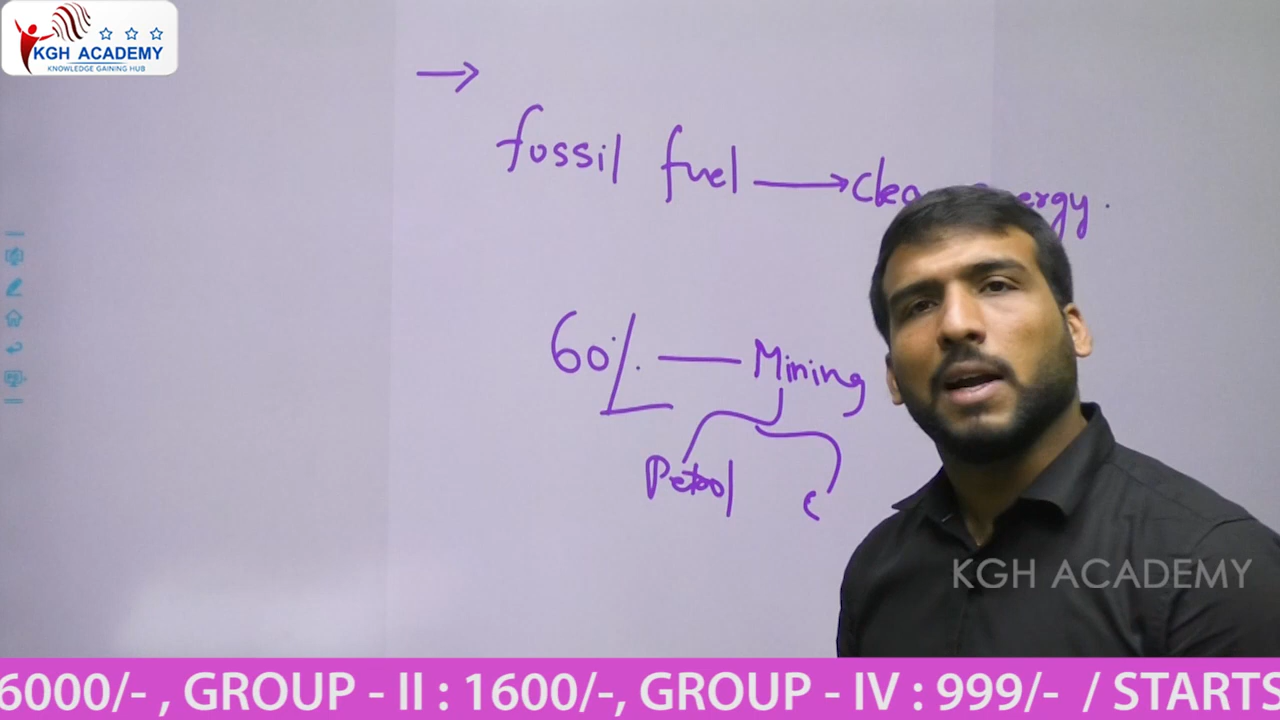 KGH ACADEMY
KNOWLEDGE GAINING HUB
→
fossil fuel → Clea ergy.
60% — Mining
Petrol c
KGH ACADEMY
6000/- , GROUP - II : 1600/-, GROUP - IV : 999/- / STARTS